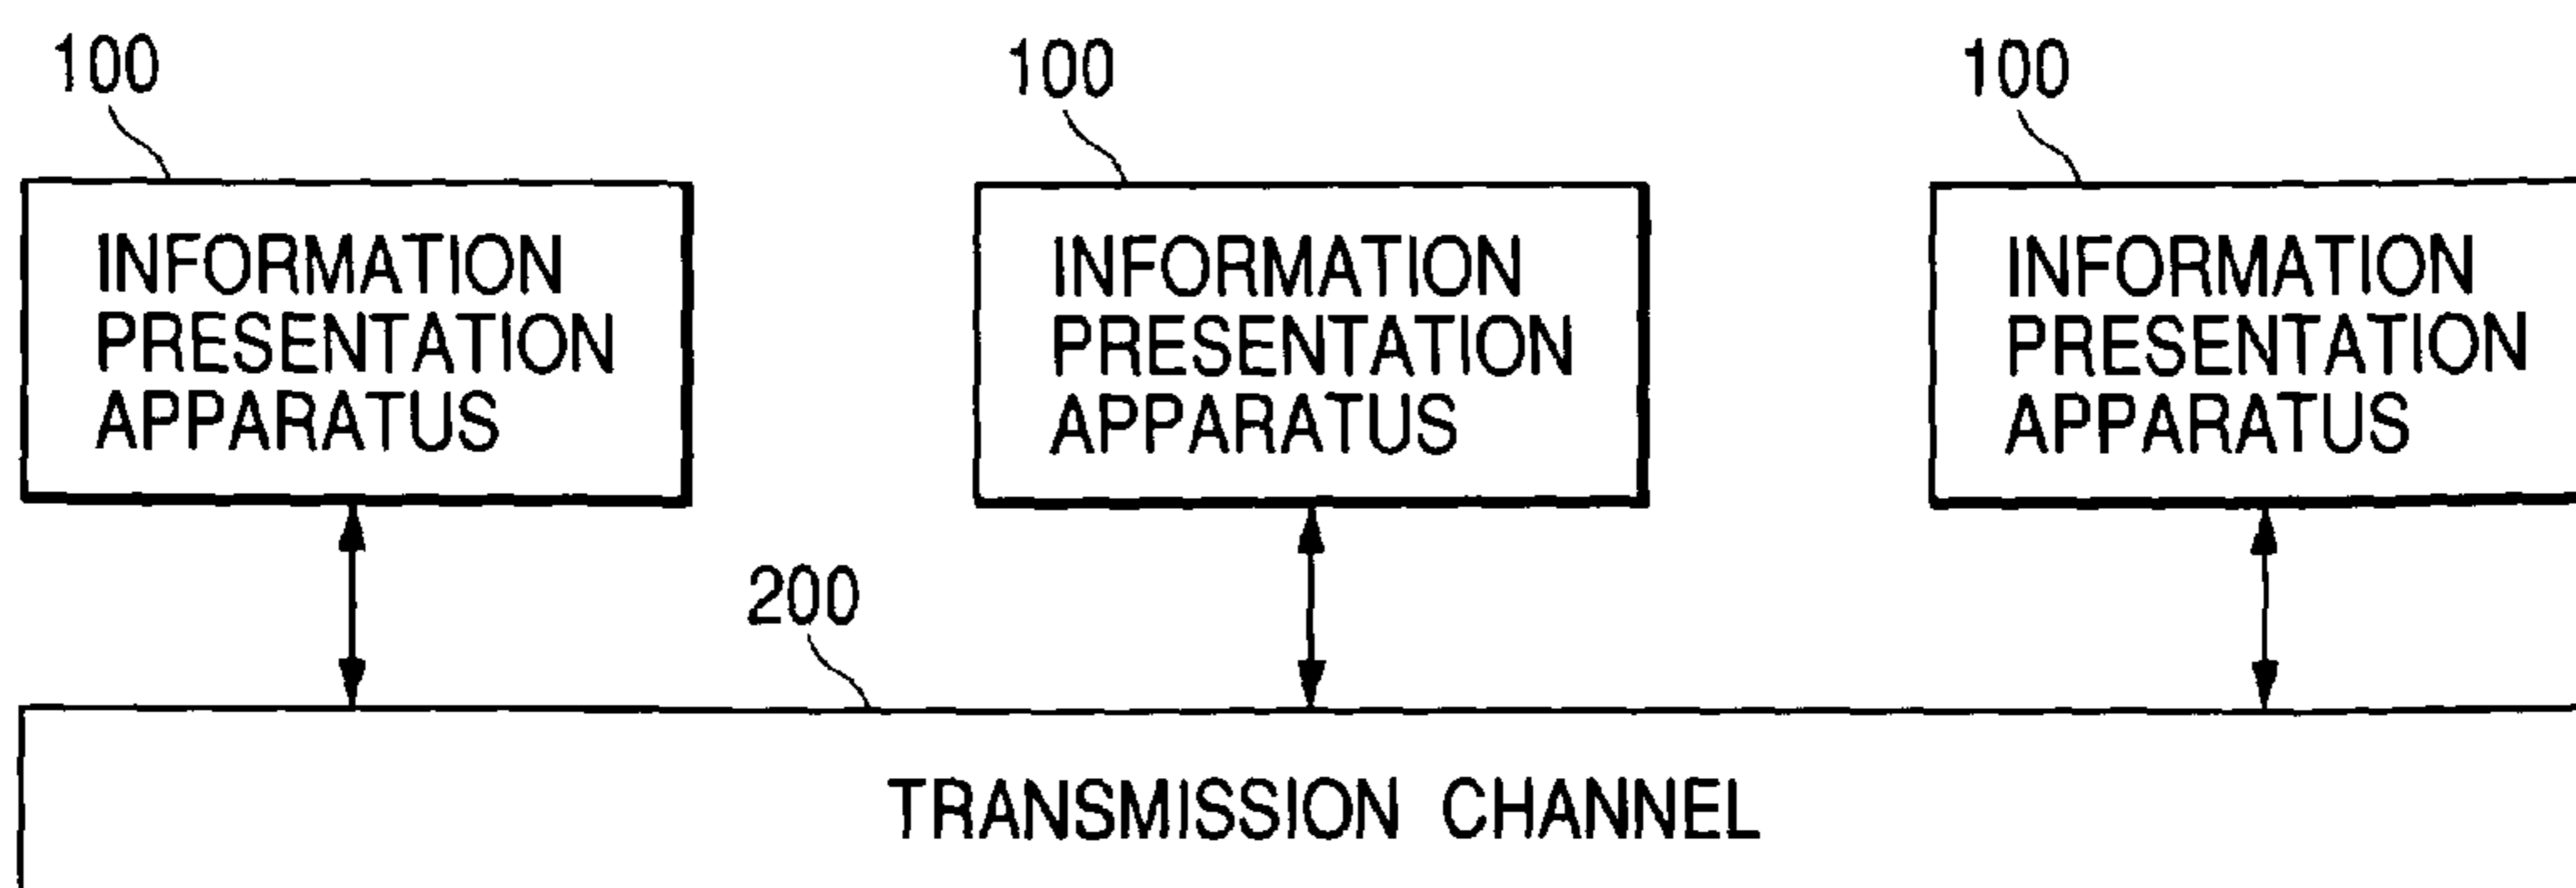 100
100
100
INFORMATION
PRESENTATION
APPARATUS
INFORMATION
PRESENTATION
APPARATUS
INFORMATION
PRESENTATION
APPARATUS
200
TRANSMISSION CHANNEL